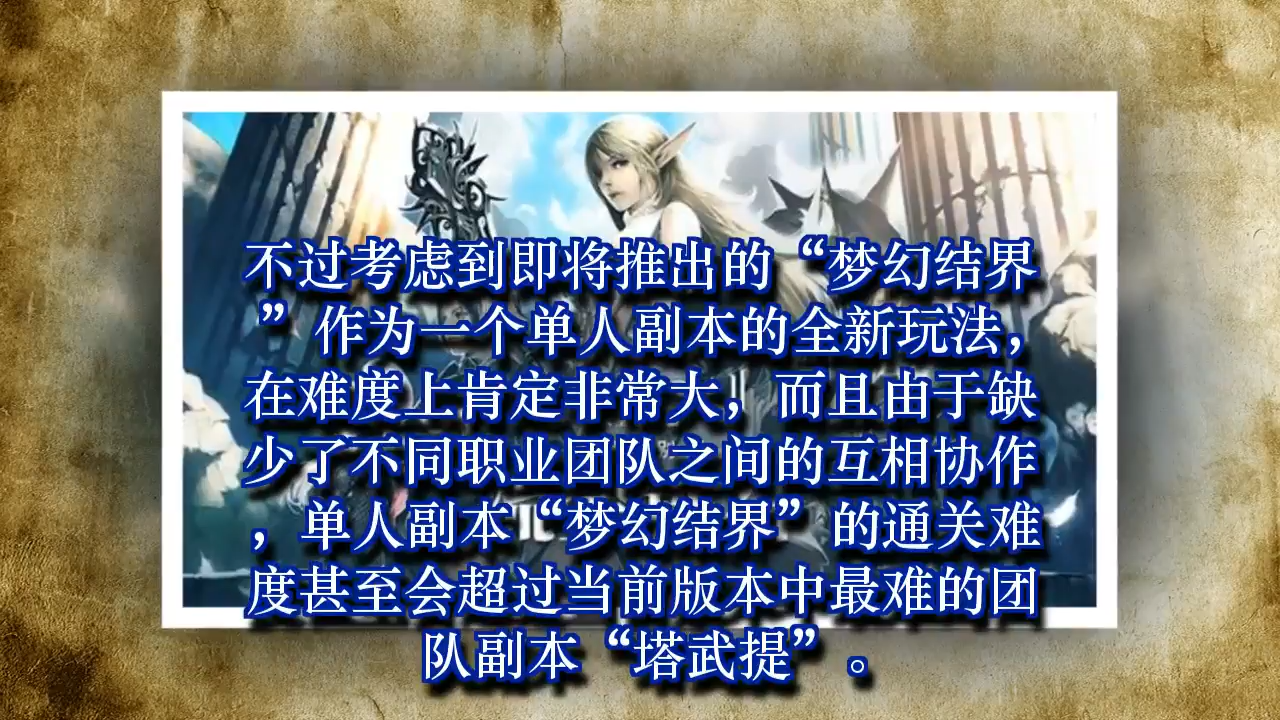 不过考虑到即将推出的“梦幻结界
”作为一个单人副本的全新玩法，
在难度上肯定非常大，而且由于缺
少了不同职业团队之间的互相协作
，单人副本“梦幻结界”的通关难
度甚至会超过当前版本中最难的团
队副本“塔武提”。